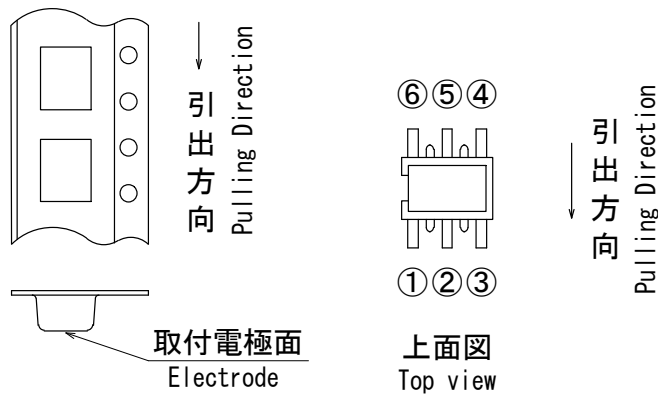 引出方向
Pulling Direction
取付電極面
Electrode
⑥⑤④
①②③
上面図
Top view
引出方向
Pulling Direction